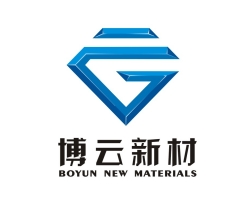 博云新材
BOYUN NEW MATERIALS